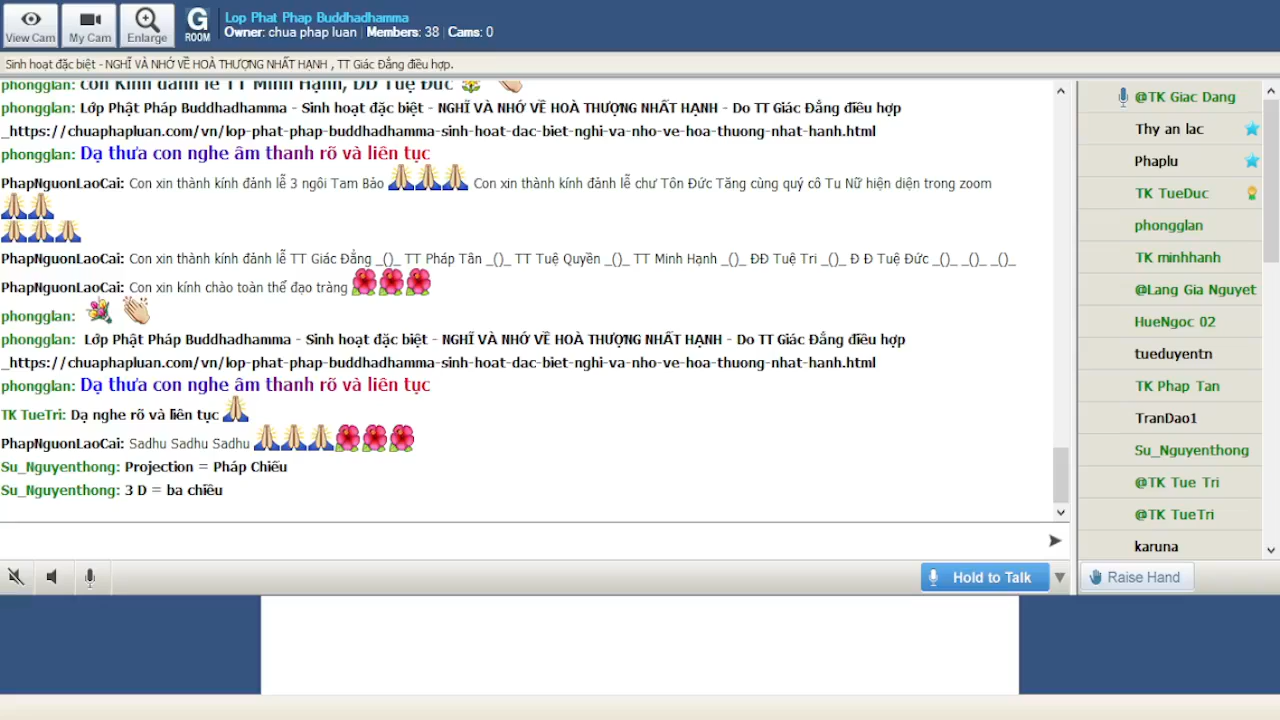 View Cam
My Cam
Enlarge
G
ROOM
Lop Phat Phap Buddhadhamma
Owner: chua phap luan | Members: 38 | Cams: 0
Sinh hoạt đặc biệt - NGHĨ VÀ NHỚ VỀ HOÀ THƯỢNG NHẤT HẠNH , TT Giác Đẳng điều hợp.
phongglan: Con Kính đảnh lễ TT Minh Hạnh, DD Tuệ Đức
phongglan: Lớp Phật Pháp Buddhadhamma - Sinh hoạt đặc biệt - NGHĨ VÀ NHỚ VỀ HOÀ THƯỢNG NHẤT HẠNH - Do TT Giác Đẳng điều hợp
_https://chuaphapluan.com/vn/lop-phat-phap-buddhadhamma-sinh-hoat-dac-biet-nghi-va-nho-ve-hoa-thuong-nhat-hanh.html
phongglan: Dạ thưa con nghe âm thanh rõ và liên tục
PhapNguonLaoCai: Con xin thành kính đảnh lễ 3 ngôi Tam Bảo Con xin thành kính đảnh lễ chư Tôn Đức Tăng cùng quý cô Tu Nữ hiện diện trong zoom
PhapNguonLaoCai: Con xin thành kính đảnh lễ TT Giác Đẳng _()_ TT Pháp Tân _()_ TT Tuệ Quyền _()_ TT Minh Hạnh _()_ ĐĐ Tuệ Tri _()_ Đ Đ Tuệ Đức _()_ _()_ _()_
PhapNguonLaoCai: Con xin kính chào toàn thể đạo tràng
phongglan:
phongglan: Lớp Phật Pháp Buddhadhamma - Sinh hoạt đặc biệt - NGHĨ VÀ NHỚ VỀ HOÀ THƯỢNG NHẤT HẠNH - Do TT Giác Đẳng điều hợp
_https://chuaphapluan.com/vn/lop-phat-phap-buddhadhamma-sinh-hoat-dac-biet-nghi-va-nho-ve-hoa-thuong-nhat-hanh.html
phongglan: Dạ thưa con nghe âm thanh rõ và liên tục
TK TueTri: Dạ nghe rõ và liên tục
PhapNguonLaoCai: Sadhu Sadhu Sadhu
Su_Nguyenthong: Projection = Pháp Chiếu
Su_Nguyenthong: 3 D = ba chiều
Hold to Talk
@TK Giac Dang
Thy an lac
Phaplu
TK TueDuc
phongglan
TK minhhanh
@Lang Gia Nguyet
HueNgoc 02
tueduyentn
TK Phap Tan
TranDao1
Su_Nguyenthong
@TK Tue Tri
@TK TueTri
karuna
Raise Hand